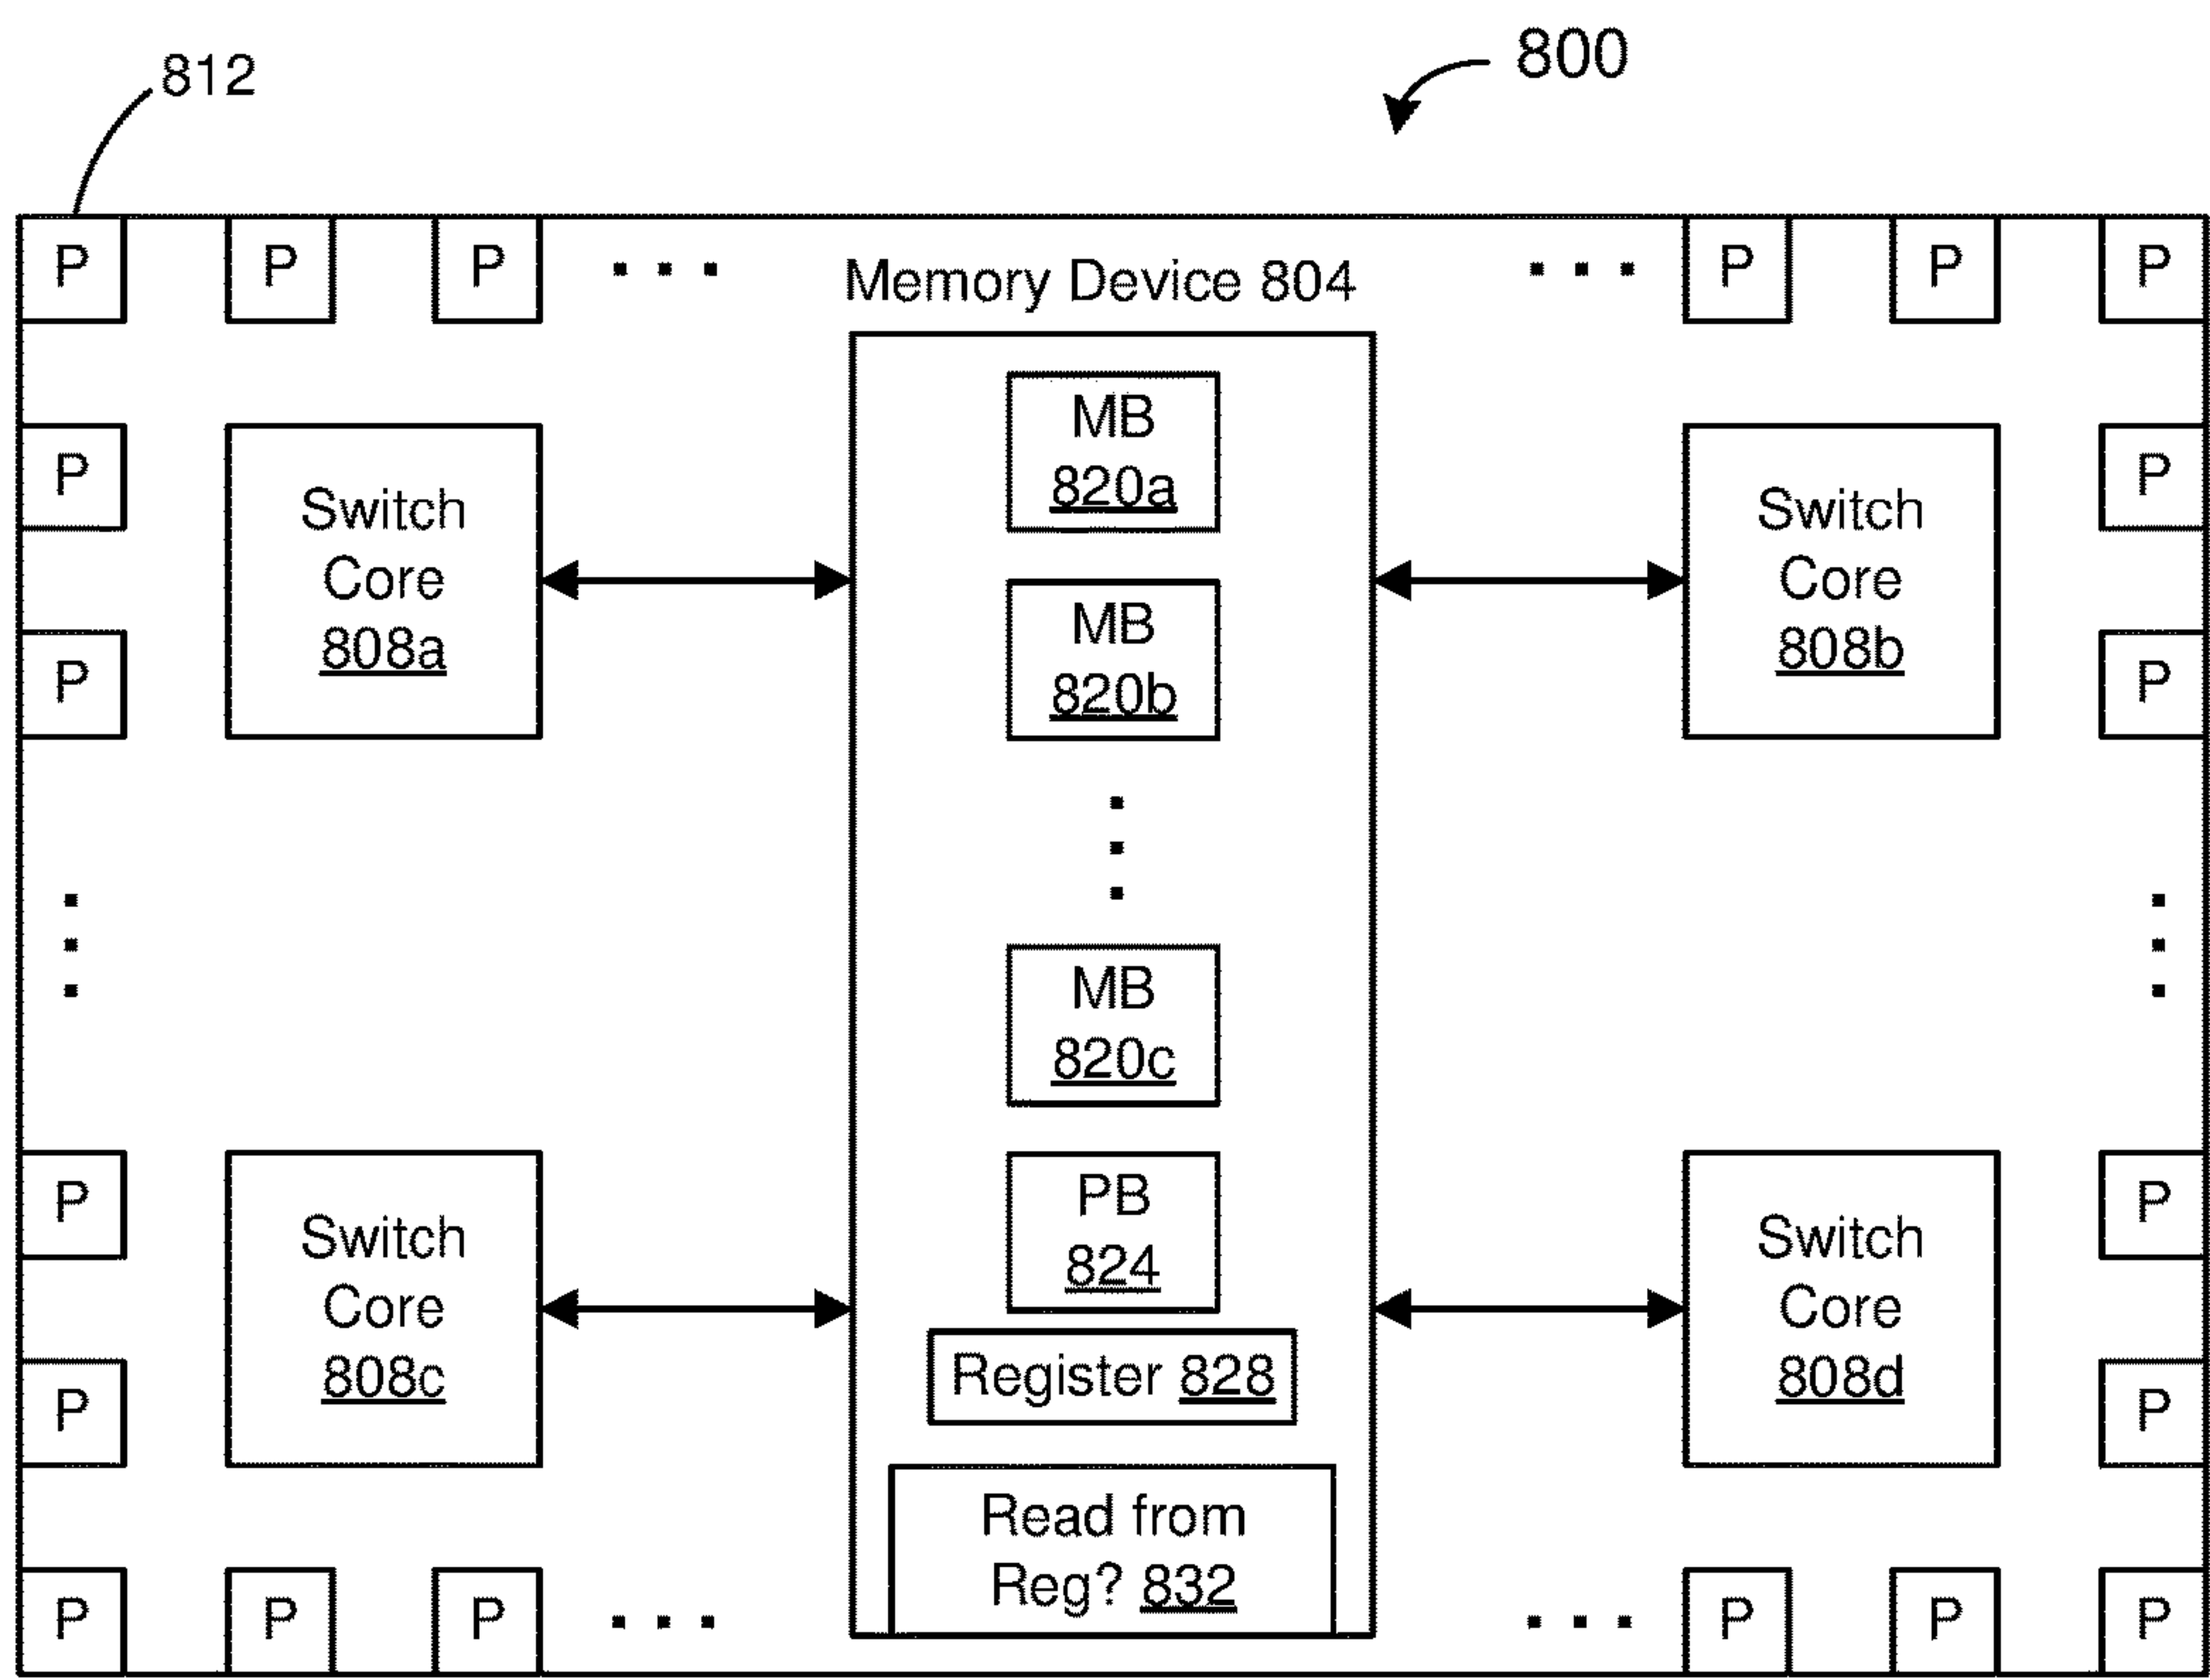 800
812
P P P ... Memory Device 804 ... P P P
MB
820a
P P
Switch
Core
808a
Switch
Core
808b
MB
820b
P P
MB
820c
PB
824
P P
Switch
Core
808c
Switch
Core
808d
Register 828
P P
Read from
Reg? 832
P P P ... ... P P P